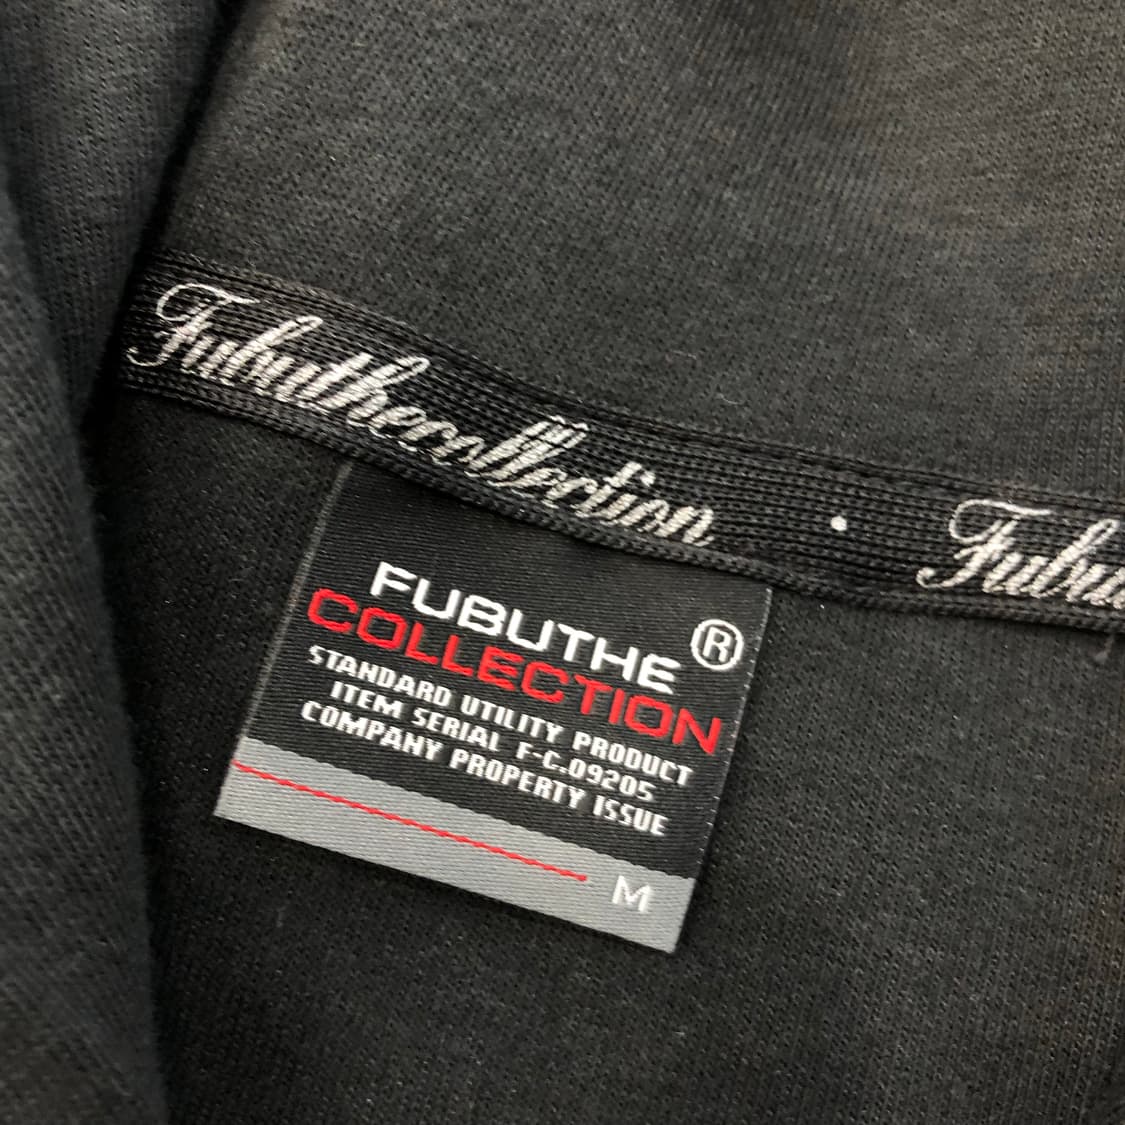 Fubuthecollection • Fubu
FUBUTHE ®
COLLECTION
STANDARD UTILITY PRODUCT
ITEM SERIAL F-C.09205
COMPANY PROPERTY ISSUE
M